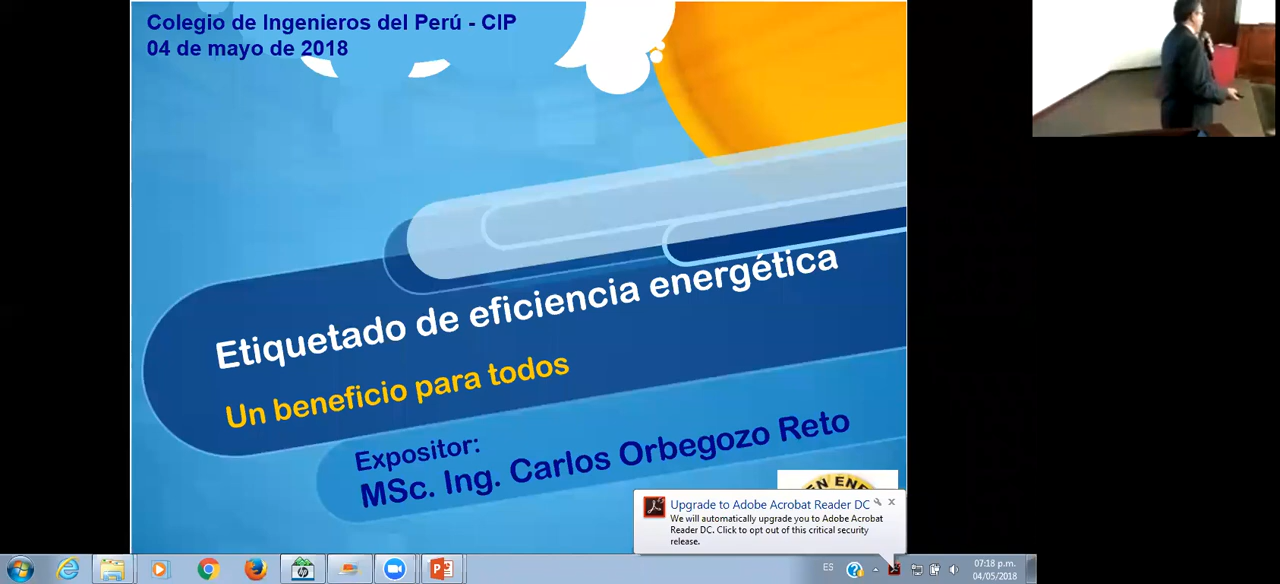 Colegio de Ingenieros del Perú - CIP
04 de mayo de 2018
Etiquetado de eficiencia energética
Un beneficio para todos
Expositor:
MSc. Ing. Carlos Orbegozo Reto
Upgrade to Adobe Acrobat Reader DC
We will automatically upgrade you to Adobe Acrobat
Reader DC. Click to opt out of this critical security
release.
ES
07:18 p.m.
04/05/2018